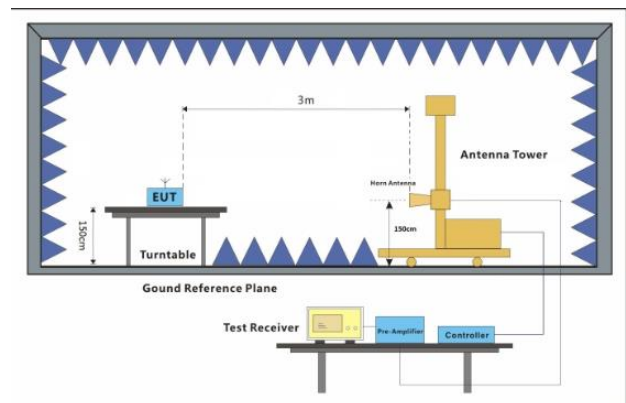 3m
Antenna Tower
Horn Antenna
EUT
150cm
150cm
Turntable
Gound Reference Plane
Test Receiver
Pre-Amplifier
Controller